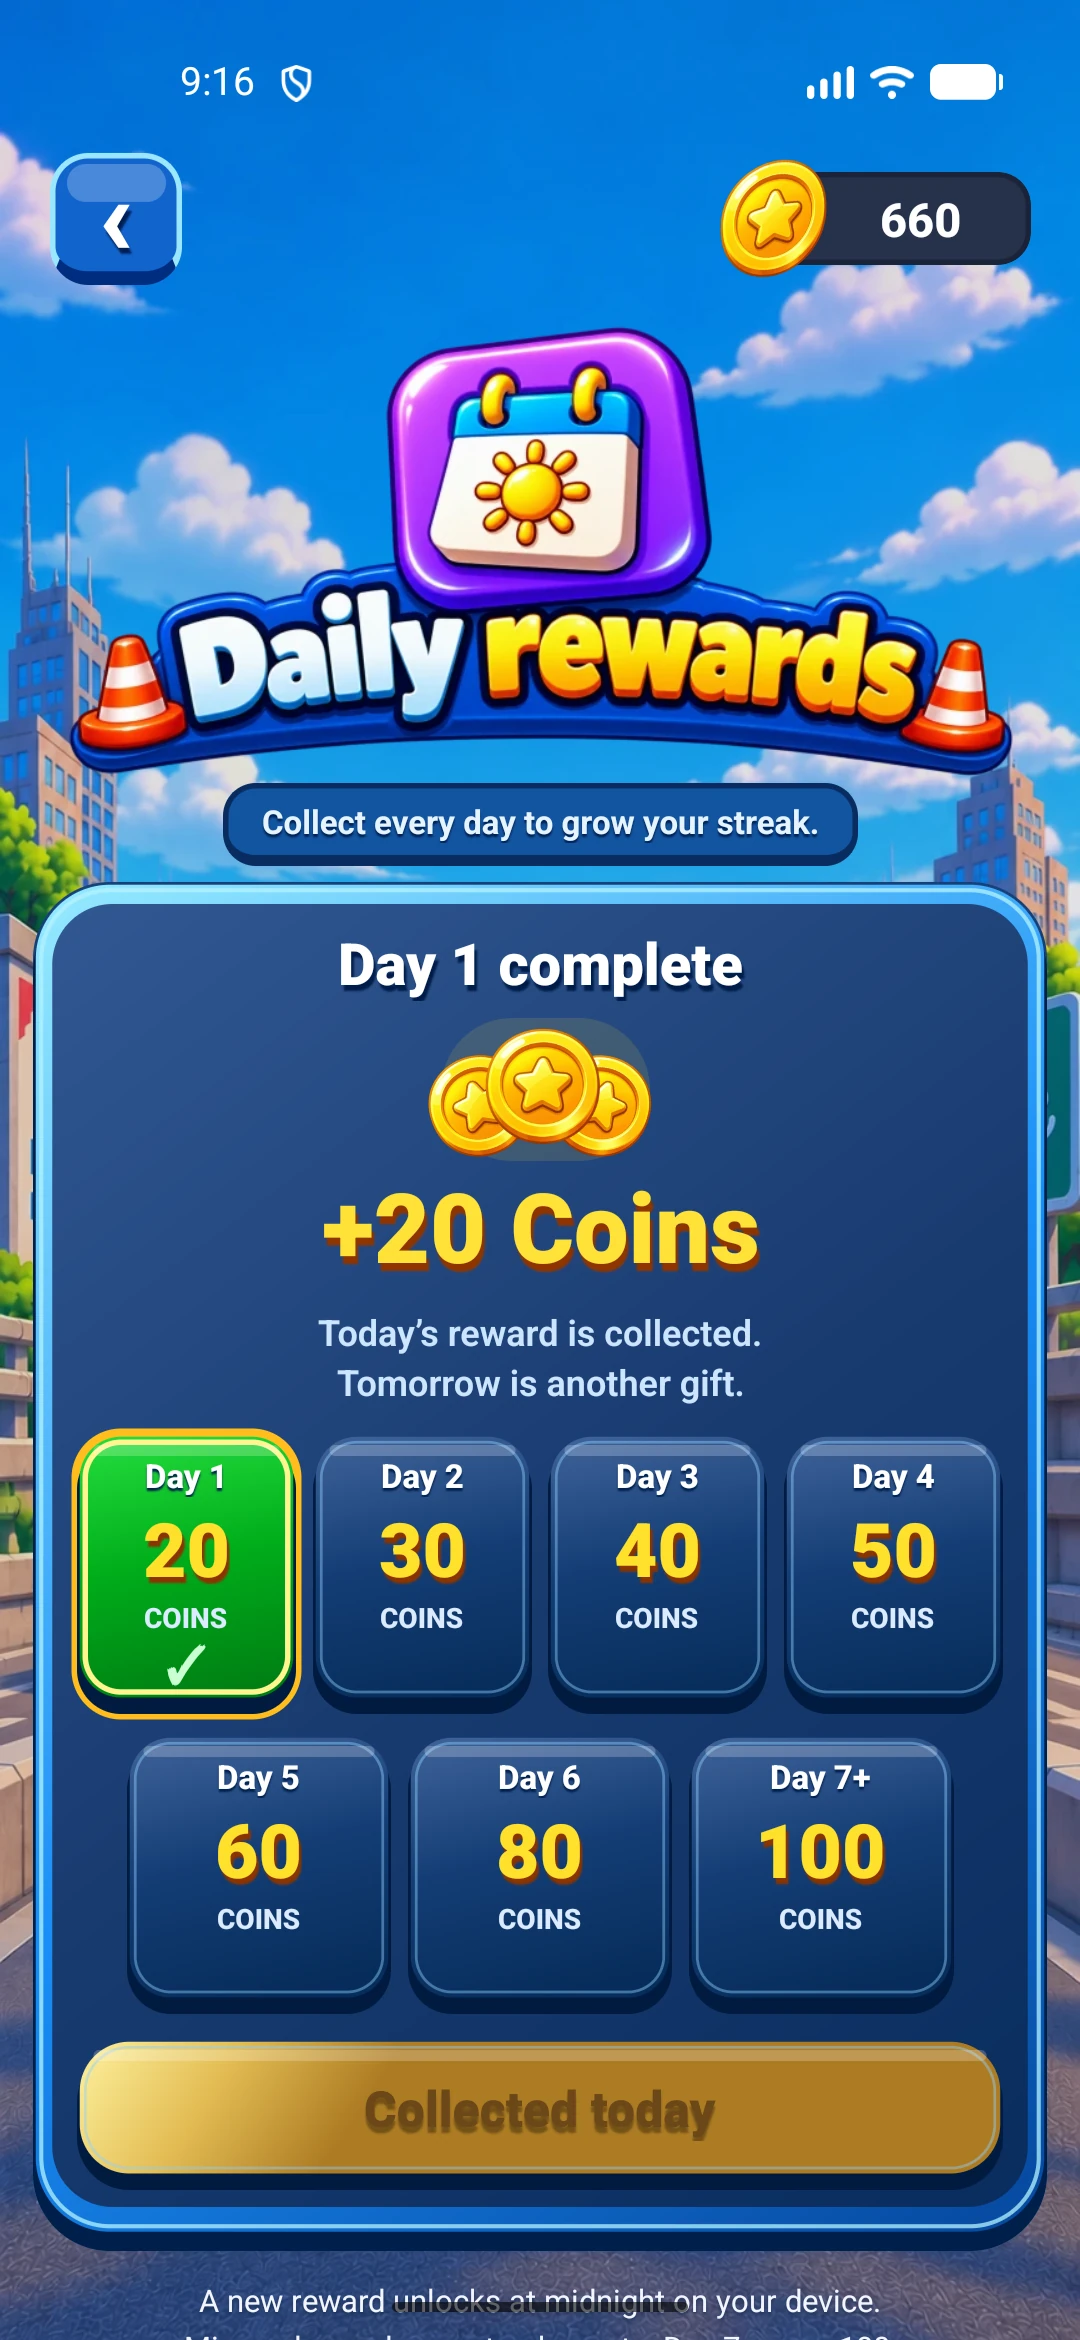 9:16
660
Daily rewards
Collect every day to grow your streak.
Day 1 complete
+20 Coins
Today’s reward is collected.
Tomorrow is another gift.
Day 1
20
COINS
✓
Day 2
30
COINS
Day 3
40
COINS
Day 4
50
COINS
Day 5
60
COINS
Day 6
80
COINS
Day 7+
100
COINS
Collected today
A new reward unlocks at midnight on your device.